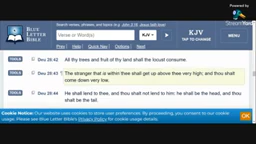 Powered by
StreamYard
Search verses, phrases, and topics (e.g. John 3:16, Jesus faith love)
BLUE LETTER BIBLE
Verse or Word(s)
KJV
KJV
TAP TO CHANGE
MENU
Prev | Help | Quick Nav | Options | Next
TOOLS Deu 28:42 All thy trees and fruit of thy land shall the locust consume.
TOOLS Deu 28:43 The stranger that is within thee shall get up above thee very high; and thou shalt
come down very low.
TOOLS Deu 28:44 He shall lend to thee, and thou shalt not lend to him: he shall be the head, and thou
shalt be the tail.
Cookie Notice: Our website uses cookies to store user preferences. By proceeding, you consent to our cookie
usage. Please see Blue Letter Bible's Privacy Policy for cookie usage details.
OK